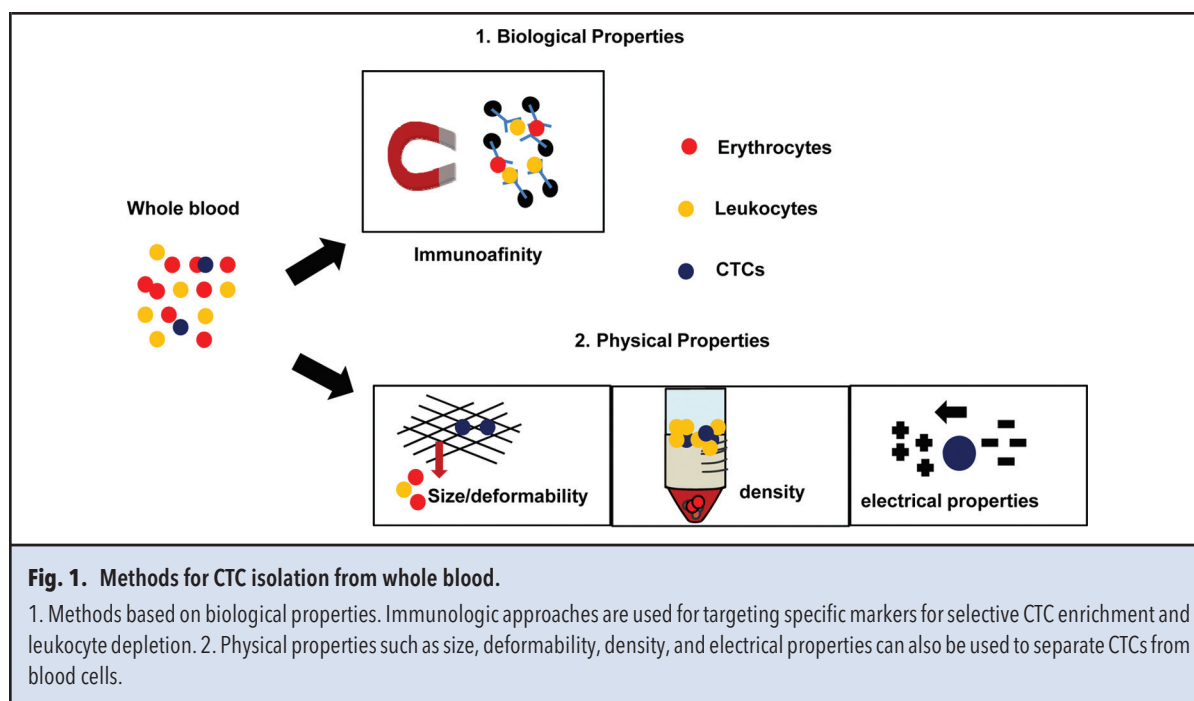 1. Biological Properties
Whole blood
Immunoafinity
Erythrocytes
Leukocytes
CTCs
2. Physical Properties
Size/deformability
density
electrical properties
Fig. 1. Methods for CTC isolation from whole blood.
1. Methods based on biological properties. Immunologic approaches are used for targeting specific markers for selective CTC enrichment and
leukocyte depletion. 2. Physical properties such as size, deformability, density, and electrical properties can also be used to separate CTCs from
blood cells.